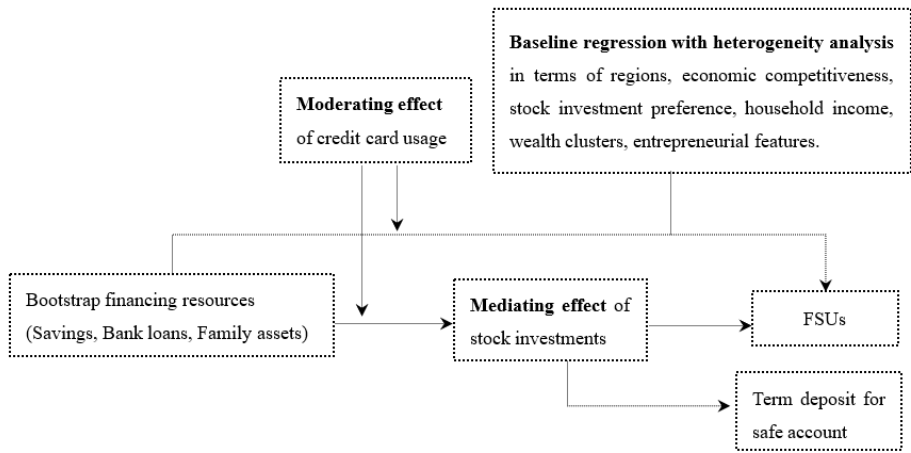 Baseline regression with heterogeneity analysis
in terms of regions, economic competitiveness,
stock investment preference, household income,
wealth clusters, entrepreneurial features.
Moderating effect
of credit card usage
Bootstrap financing resources
(Savings, Bank loans, Family assets)
Mediating effect of
stock investments
FSUs
Term deposit for
safe account